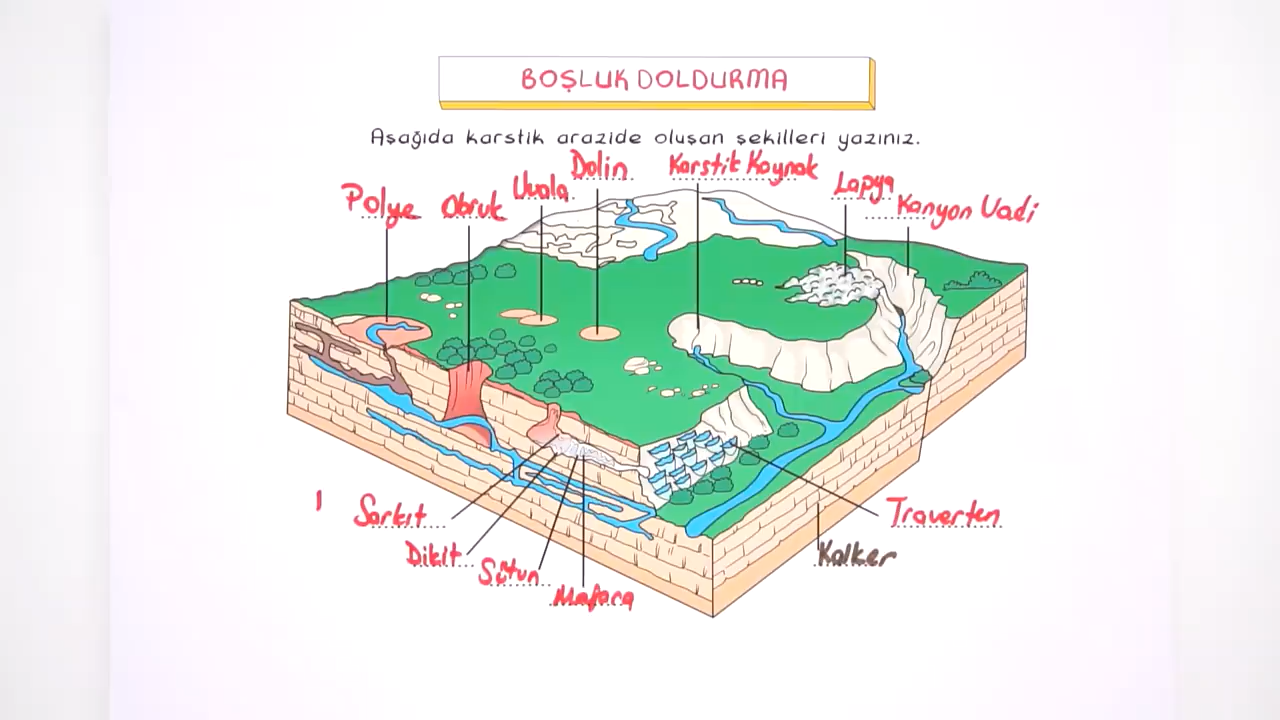 BOŞLUK DOLDURMA
Aşağıda karstik arazide oluşan şekilleri yazınız.
Polye
Obruk
Uvala
Dolin
Karstik Kaynak
Lapya
Kanyon Vadi
Sarkıt
Dikit
Sütun
Mağara
Traverten
Kalker